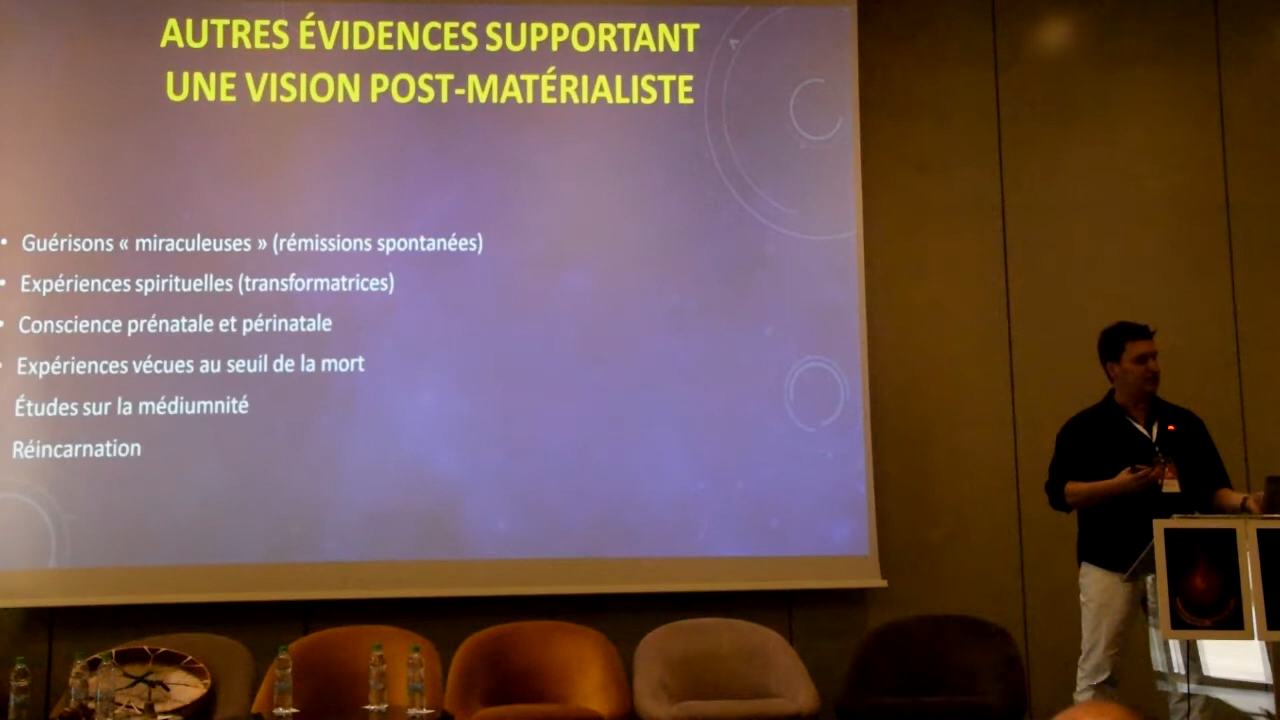 AUTRES ÉVIDENCES SUPPORTANT
UNE VISION POST-MATÉRIALISTE
• Guérisons « miraculeuses » (rémissions spontanées)
• Expériences spirituelles (transformatrices)
• Conscience prénatale et périnatale
• Expériences vécues au seuil de la mort
Études sur la médiumnité
Réincarnation